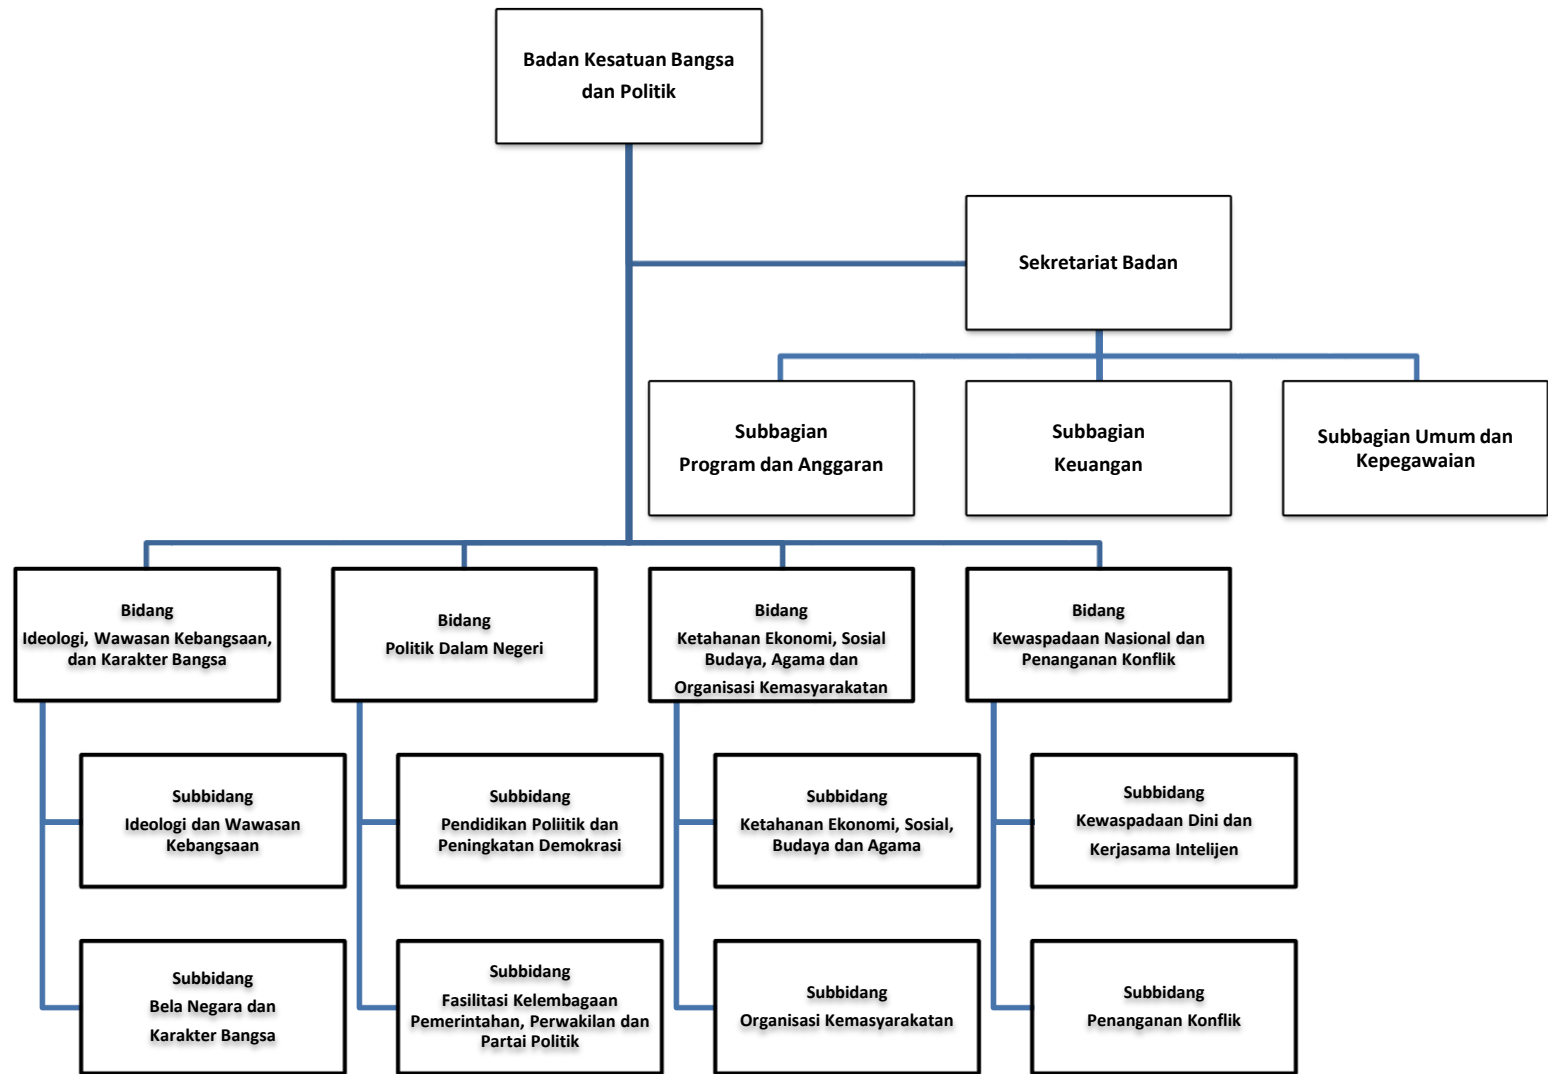 Badan Kesatuan Bangsa
dan Politik
Sekretariat Badan
Subbagian
Program dan Anggaran
Subbagian
Keuangan
Subbagian Umum dan
Kepegawaian
Bidang
Ideologi, Wawasan Kebangsaan,
dan Karakter Bangsa
Bidang
Politik Dalam Negeri
Bidang
Ketahanan Ekonomi, Sosial
Budaya, Agama dan
Organisasi Kemasyarakatan
Bidang
Kewaspadaan Nasional dan
Penanganan Konflik
Subbidang
Ideologi dan Wawasan
Kebangsaan
Subbidang
Pendidikan Poliitik dan
Peningkatan Demokrasi
Subbidang
Ketahanan Ekonomi, Sosial,
Budaya dan Agama
Subbidang
Kewaspadaan Dini dan
Kerjasama Intelijen
Subbidang
Bela Negara dan
Karakter Bangsa
Subbidang
Fasilitasi Kelembagaan
Pemerintahan, Perwakilan dan
Partai Politik
Subbidang
Organisasi Kemasyarakatan
Subbidang
Penanganan Konflik